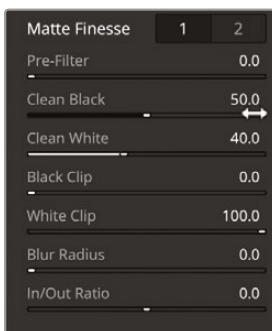 Matte Finesse 1 2
Pre-Filter 0.0
Clean Black 50.0
Clean White 40.0
Black Clip 0.0
White Clip 100.0
Blur Radius 0.0
In/Out Ratio 0.0